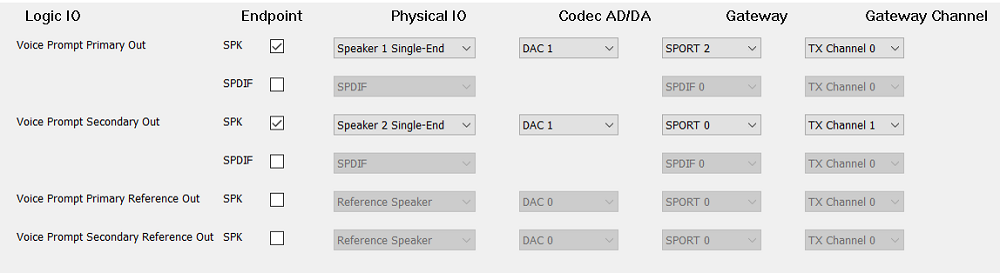 Logic IO Endpoint Physical IO Codec AD/DA Gateway Gateway Channel
Voice Prompt Primary Out SPK Speaker 1 Single-End DAC 1 SPORT 2 TX Channel 0
SPDIF SPDIF SPDIF 0 TX Channel 0
Voice Prompt Secondary Out SPK Speaker 2 Single-End DAC 1 SPORT 0 TX Channel 1
SPDIF SPDIF SPDIF 0 TX Channel 0
Voice Prompt Primary Reference Out SPK Reference Speaker DAC 0 SPORT 0 TX Channel 0
Voice Prompt Secondary Reference Out SPK Reference Speaker DAC 0 SPORT 0 TX Channel 0